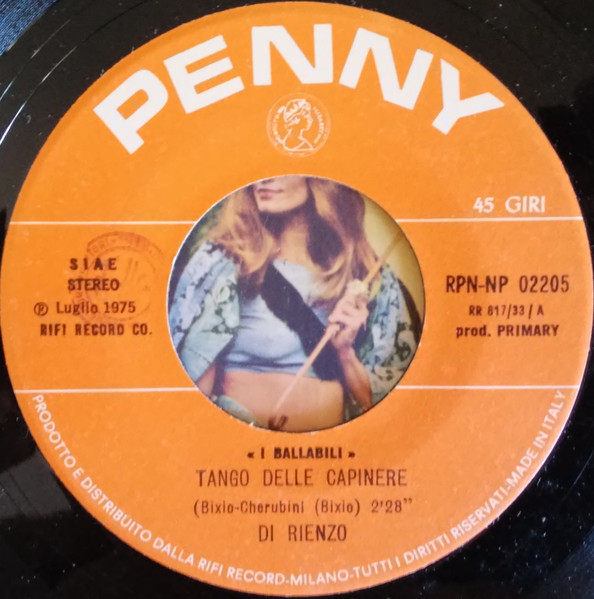 PENNY
45 GIRI
SIAE
STEREO
℗ Luglio 1975
RIFI RECORD CO.
RPN-NP 02205
RR 817/33/A
prod. PRIMARY
« I BALLABILI »
TANGO DELLE CAPINERE
(Bixio-Cherubini (Bixio) 2'28"
DI RIENZO
PRODOTTO E DISTRIBUITO DALLA RIFI RECORD-MILANO-TUTTI I DIRITTI RISERVATI-MADE IN ITALY